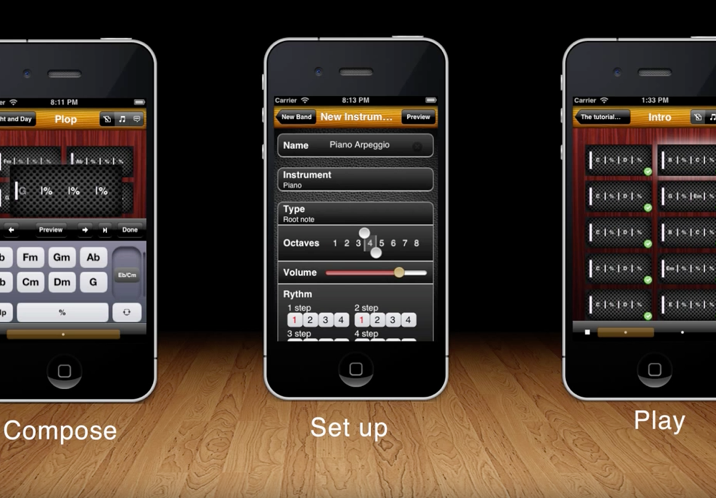 er 8:11 PM
ht and Day Plop
Preview Done
b Fm Gm Ab
b Cm Dm G
Eb/Cm
lp %
Compose
Carrier 8:13 PM
New Band New Instrum... Preview
Name Piano Arpeggio
Instrument
Piano
Type
Root note
Octaves 1 2 3 4 5 6 7 8
Volume
Rythm
1 step 2 step
1 2 3 4 1 2 3 4
3 step 4 step
Set up
Carrier 1:33 PM
The tutorial... Intro
C | % | D | %
C | % | D | %
C | % | D | %
C | % | D | %
C | % | D | %
Play